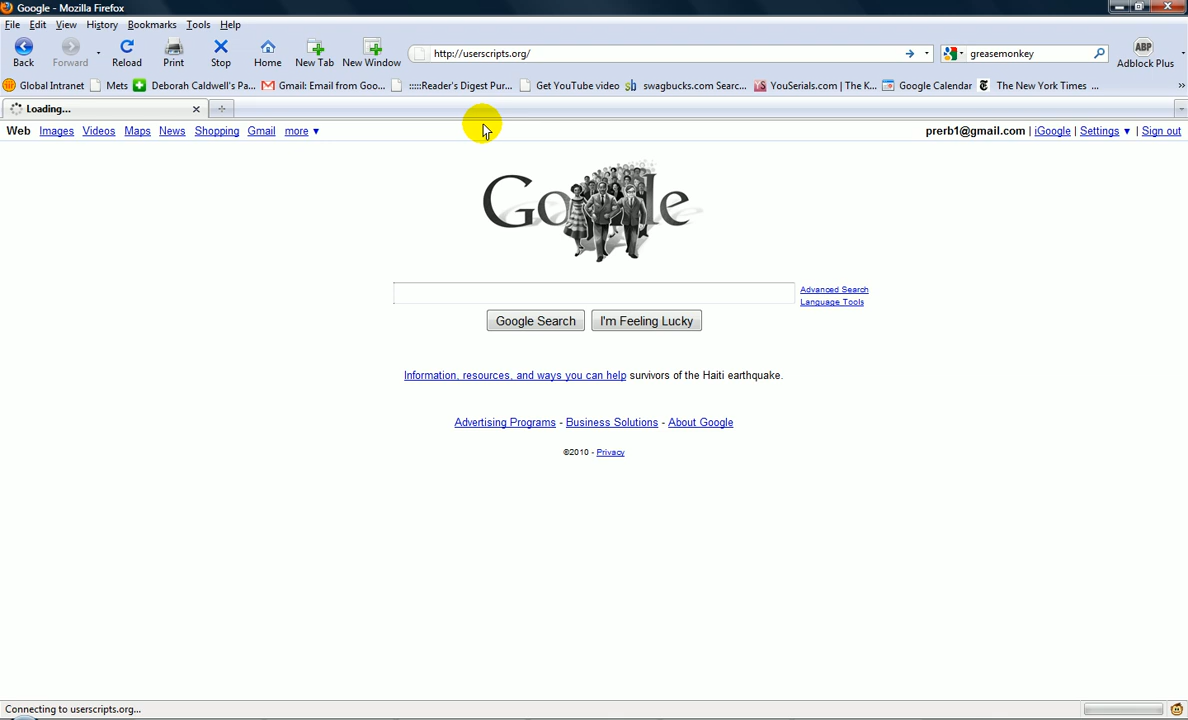 Google - Mozilla Firefox
File Edit View History Bookmarks Tools Help
Back Forward Reload Print Stop Home New Tab New Window http://userscripts.org/ greasemonkey ABP Adblock Plus
Global Intranet Mets Deborah Caldwell's Pa... Gmail: Email from Goo... :::::Reader's Digest Pur... Get YouTube video swagbucks.com Searc... YouSerials.com | The K... Google Calendar The New York Times ... »
Loading...
Web Images Videos Maps News Shopping Gmail more ▼ prerb1@gmail.com | iGoogle | Settings ▼ | Sign out
Google
Advanced Search
Language Tools
Google Search I'm Feeling Lucky
Information, resources, and ways you can help survivors of the Haiti earthquake.
Advertising Programs - Business Solutions - About Google
©2010 - Privacy
Connecting to userscripts.org...